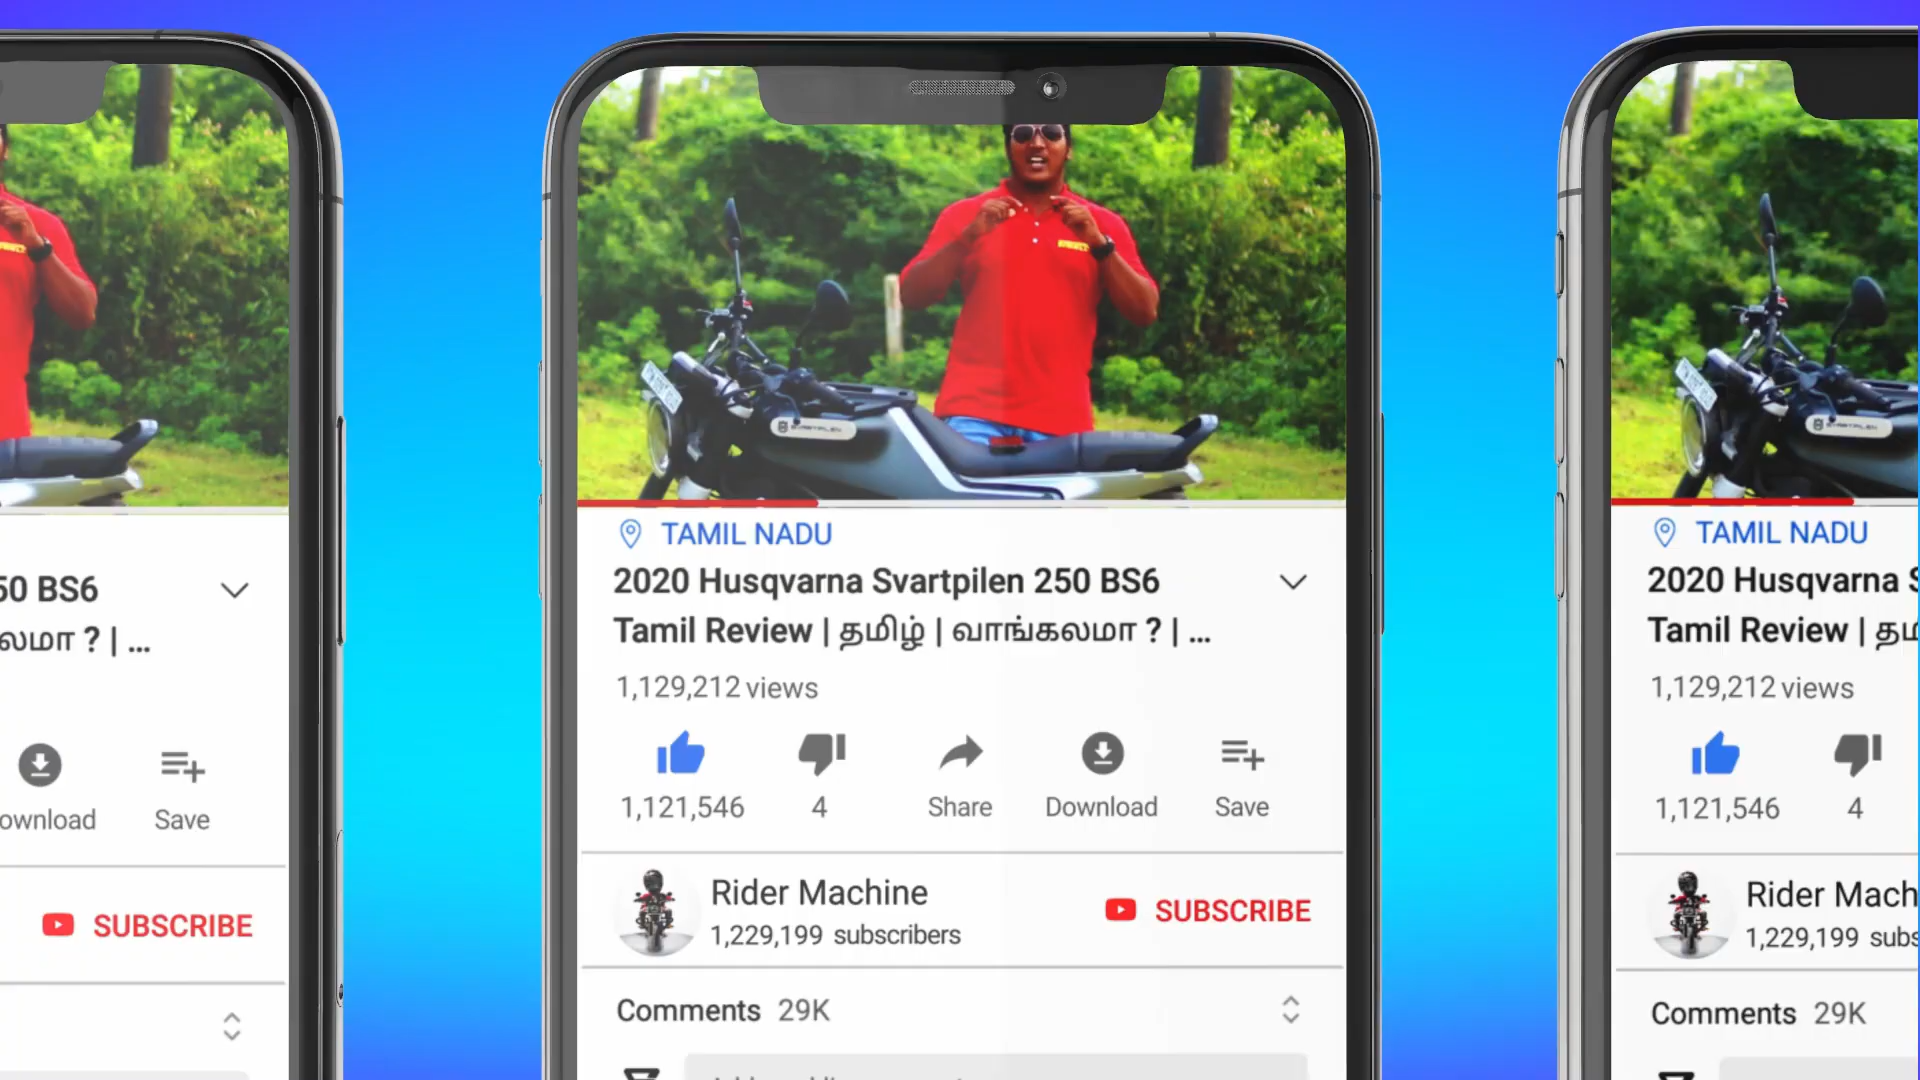 TAMIL NADU
2020 Husqvarna Svartpilen 250 BS6
Tamil Review | தமிழ் | வாங்கலமா ? | ...
1,129,212 views
1,121,546
4
Share
Download
Save
Rider Machine
1,229,199 subscribers
SUBSCRIBE
Comments 29K
50 BS6
லமா ? | ...
ownload
Save
SUBSCRIBE
TAMIL NADU
2020 Husqvarna S
Tamil Review | தமி
1,129,212 views
1,121,546
4
Rider Mach
1,229,199 subs
Comments 29K